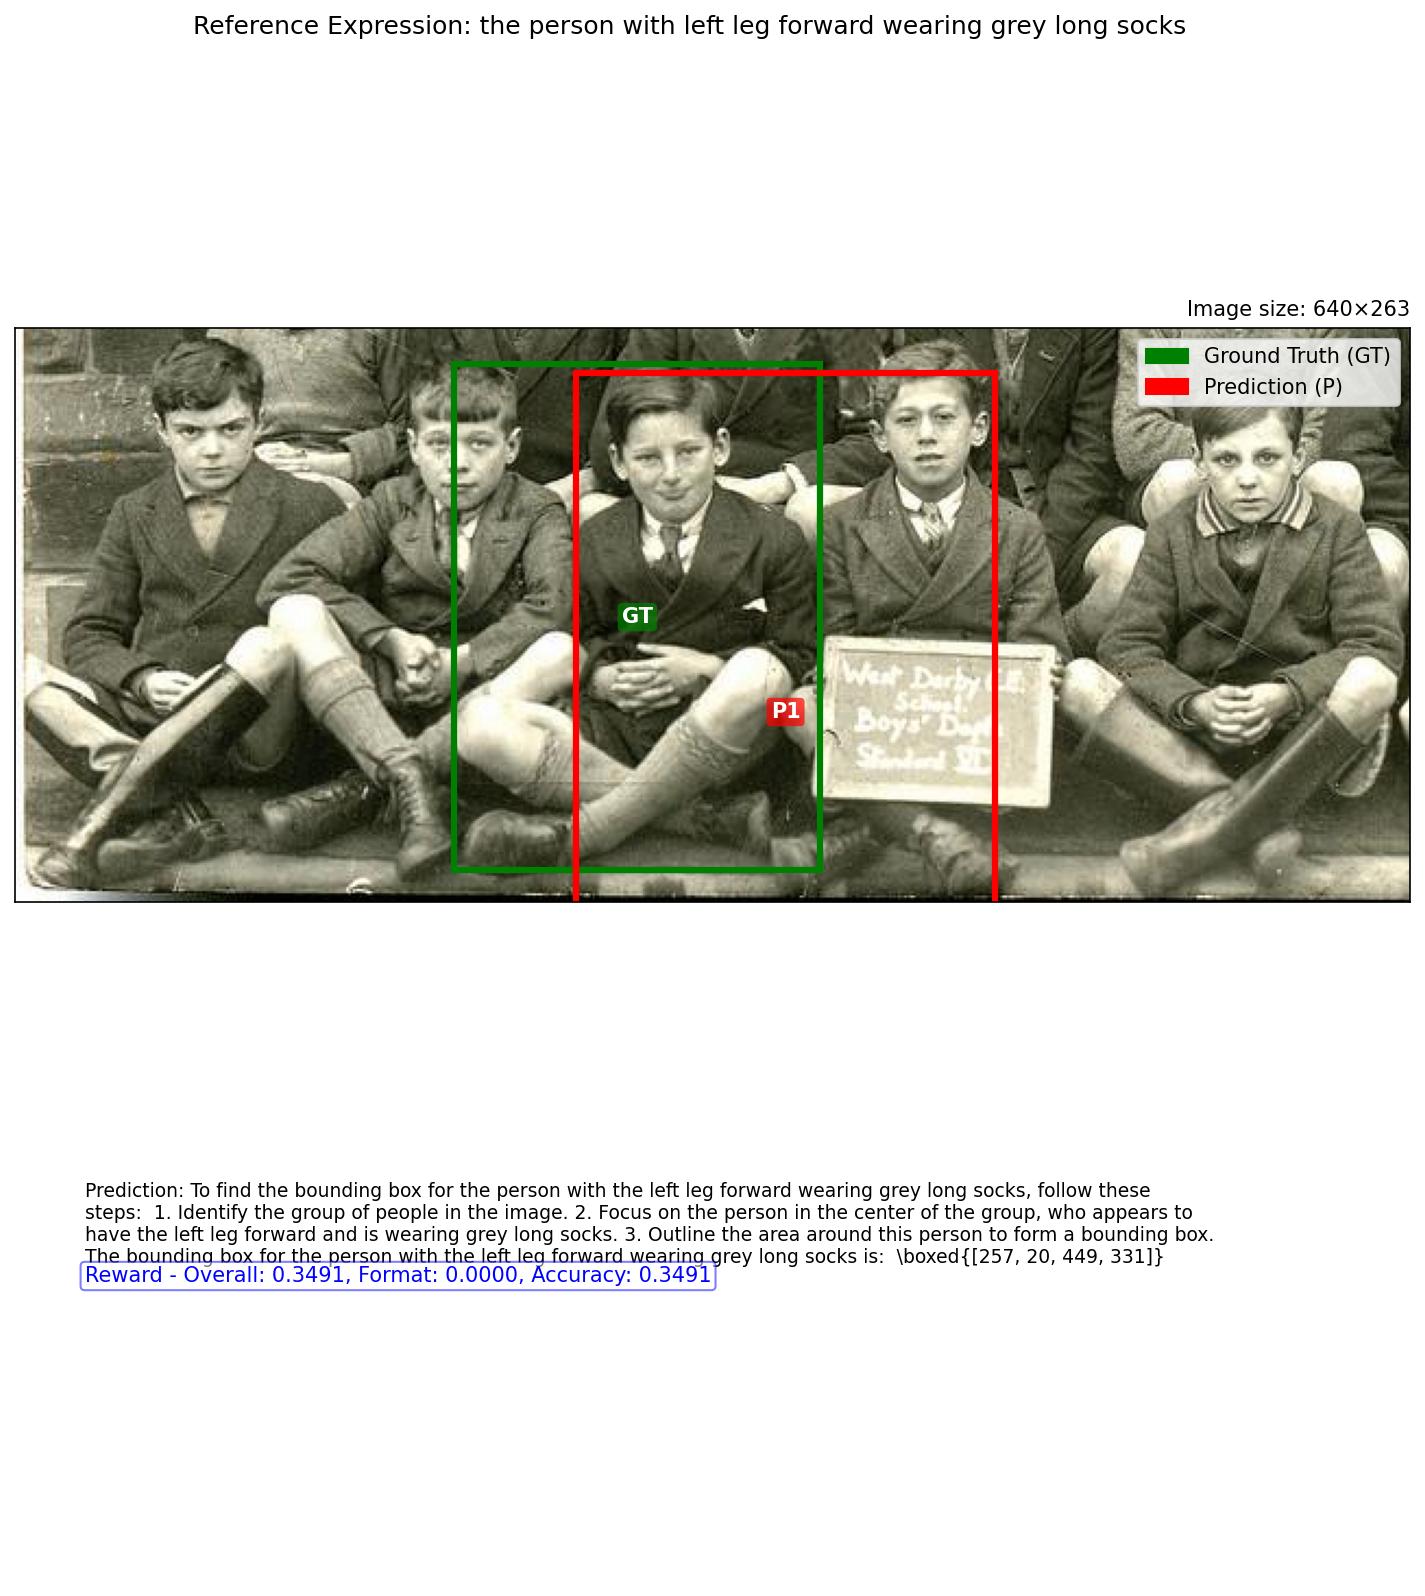 Reference Expression: the person with left leg forward wearing grey long socks
Image size: 640×263
Ground Truth (GT)
Prediction (P)
GT
P1
West Derby C.E.
School.
Boys' Dept
Standard VI
Prediction: To find the bounding box for the person with the left leg forward wearing grey long socks, follow these
steps:  1. Identify the group of people in the image. 2. Focus on the person in the center of the group, who appears to
have the left leg forward and is wearing grey long socks. 3. Outline the area around this person to form a bounding box.
The bounding box for the person with the left leg forward wearing grey long socks is:  \boxed{[257, 20, 449, 331]}
Reward - Overall: 0.3491, Format: 0.0000, Accuracy: 0.3491